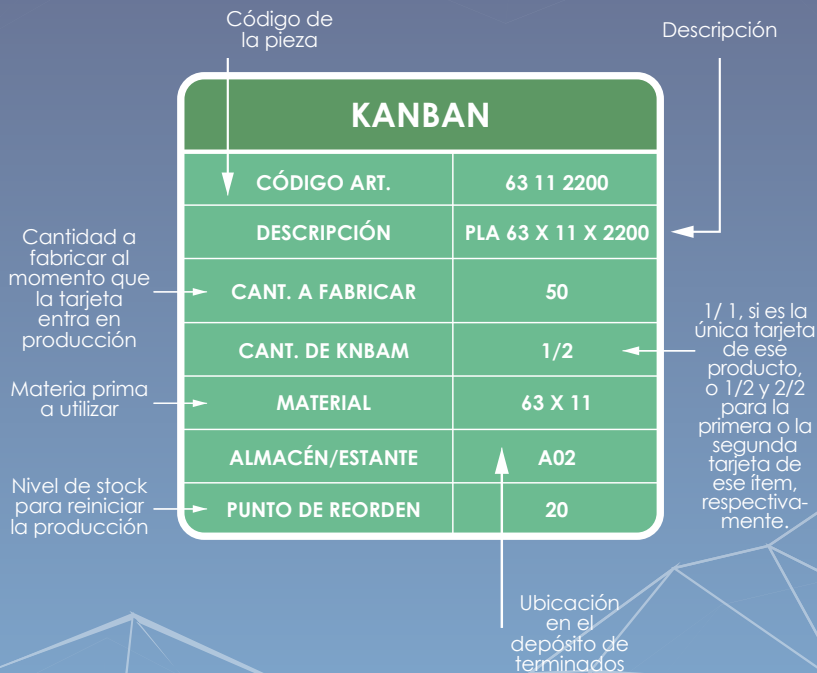 Código de
la pieza
Descripción
KANBAN
CÓDIGO ART. 63 11 2200
DESCRIPCIÓN PLA 63 X 11 X 2200
CANT. A FABRICAR 50
CANT. DE KNBAM 1/2
MATERIAL 63 X 11
ALMACÉN/ESTANTE A02
PUNTO DE REORDEN 20
Cantidad a
fabricar al
momento que
la tarjeta
entra en
producción
Materia prima
a utilizar
Nivel de stock
para reiniciar
la producción
1/ 1, si es la
única tarjeta
de ese
producto,
o 1/2 y 2/2
para la
primera o la
segunda
tarjeta de
ese ítem,
respectiva-
mente.
Ubicación
en el
depósito de
terminados